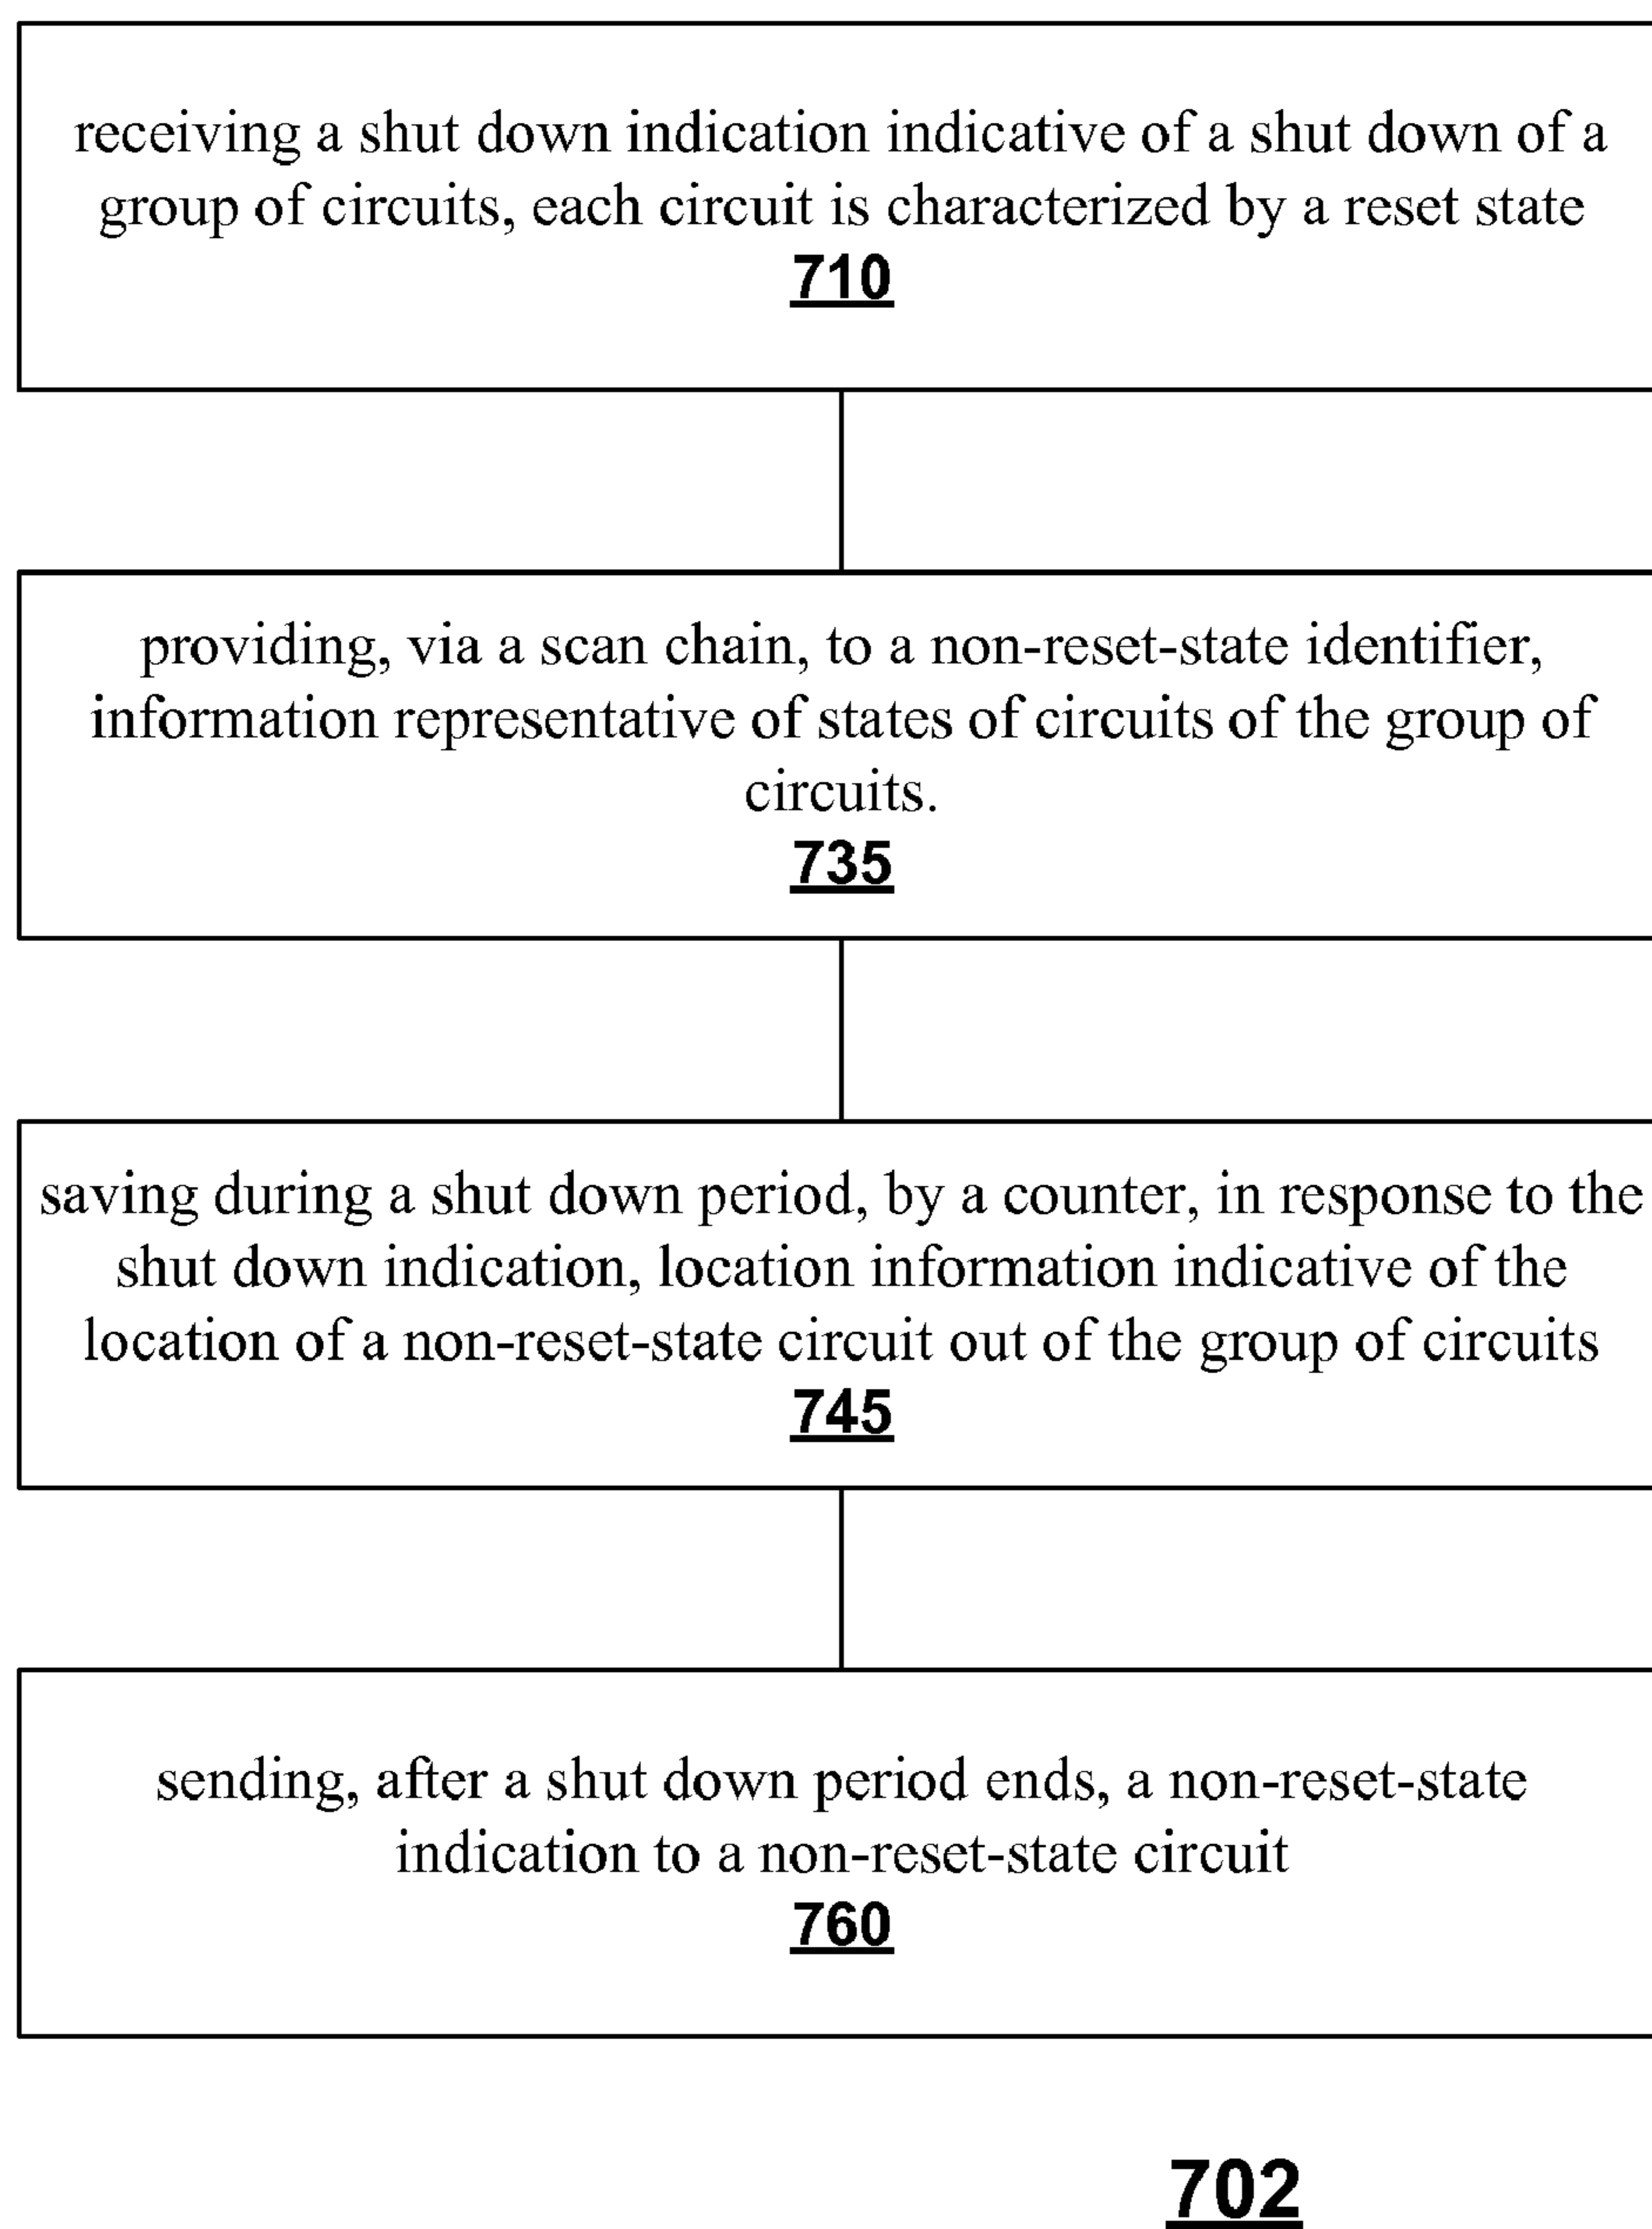 receiving a shut down indication indicative of a shut down of a
group of circuits, each circuit is characterized by a reset state
710
providing, via a scan chain, to a non-reset-state identifier,
information representative of states of circuits of the group of
circuits.
735
saving during a shut down period, by a counter, in response to the
shut down indication, location information indicative of the
location of a non-reset-state circuit out of the group of circuits
745
sending, after a shut down period ends, a non-reset-state
indication to a non-reset-state circuit
760
702